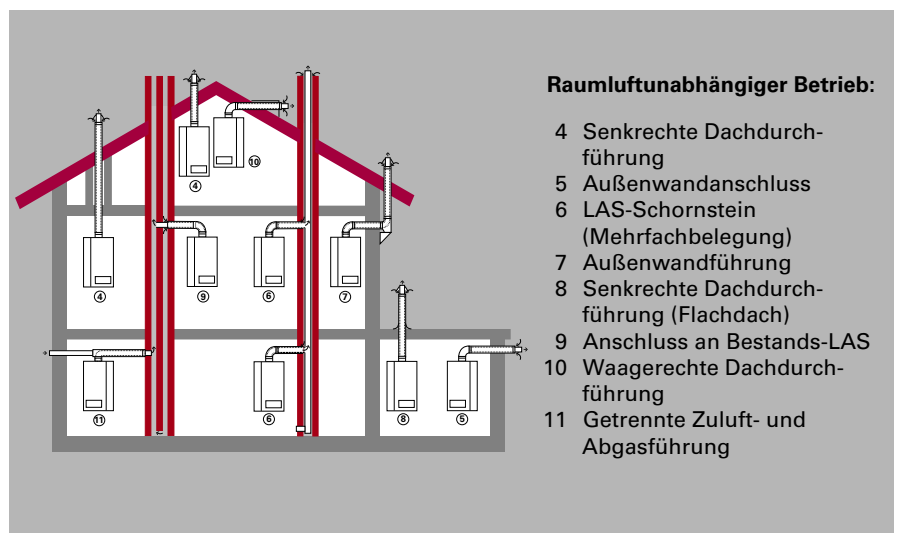 Raumluftunabhängiger Betrieb:
4 Senkrechte Dachdurch-
führung
5 Außenwandanschluss
6 LAS-Schornstein
(Mehrfachbelegung)
7 Außenwandführung
8 Senkrechte Dachdurch-
führung (Flachdach)
9 Anschluss an Bestands-LAS
10 Waagerechte Dachdurch-
führung
11 Getrennte Zuluft- und
Abgasführung
10
4
4
9
6
7
11
6
8
5